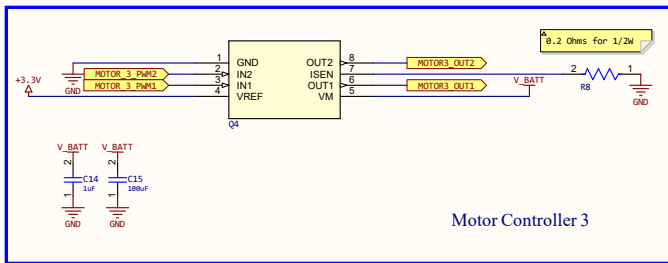 0.2 Ohms for 1/2W
+3.3V
GND
MOTOR_3_PWM2
MOTOR_3_PWM1
1
2
3
4
GND
IN2
IN1
VREF
OUT2
ISEN
OUT1
VM
8
7
6
5
Q4
MOTOR3_OUT2
MOTOR3_OUT1
V_BATT
2
1
R8
GND
V_BATT
V_BATT
2
2
C14
1uF
C15
100uF
1
1
GND
GND
Motor Controller 3